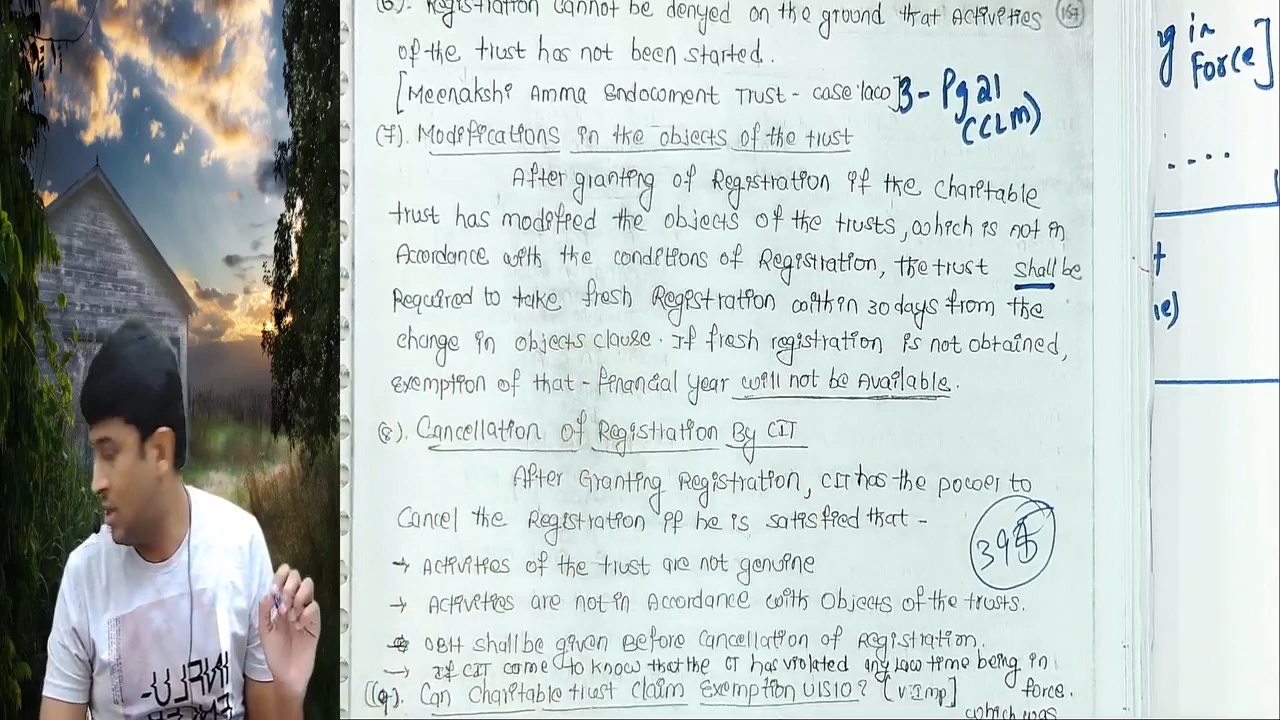 (6). Registration cannot be denyed on the ground that Activities
of the trust has not been started.
[Meenakshi Amma Endowment Trust - case law] 3 - Pg 21
(CLM)
(7). Modifications in the objects of the trust
After granting of Registration if the charitable
trust has modified the objects of the trusts, which is not in
Accordance with the conditions of Registration, the trust shall be
Required to take fresh Registration within 30 days from the
change in objects clause. If fresh registration is not obtained,
exemption of that - financial year will not be Available.
(8). Cancellation of Registration By CIT
After Granting Registration, CIT has the power to
Cancel the Registration if he is satisfied that -
→ Activities of the trust are not genuine
→ Activities are not in Accordance with Objects of the trusts.
OBH shall be given Before Cancellation of Registration.
→ If CIT come to know that the CT has violated any law time being in
force.
(9). Can Charitable trust Claim Exemption U/S 10? [V.Imp]
which was
167
in
Force]